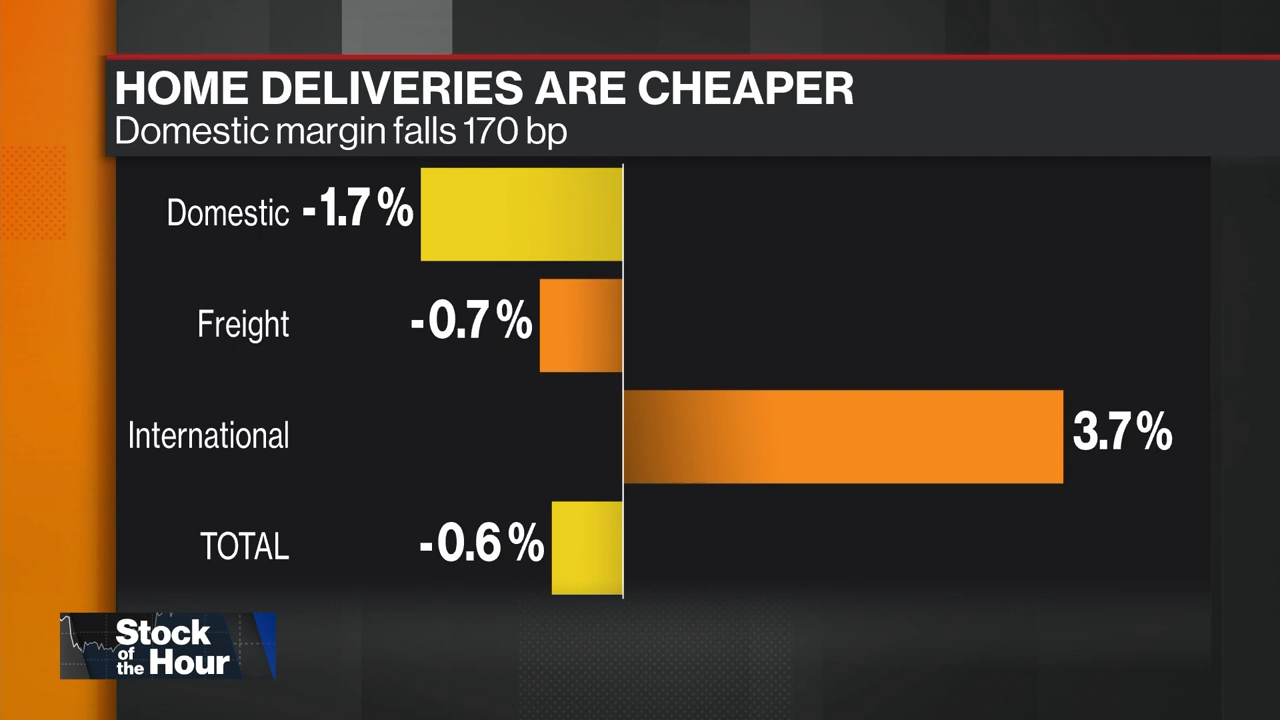 HOME DELIVERIES ARE CHEAPER
Domestic margin falls 170 bp
Domestic -1.7%
Freight -0.7%
International 3.7%
TOTAL -0.6%
Stock
of the Hour